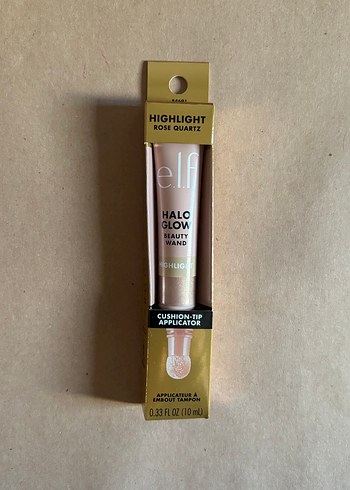 HIGHLIGHT
ROSE QUARTZ
e.l.f
HALO
GLOW
BEAUTY
WAND
HIGHLIGHT
CUSHION-TIP
APPLICATOR
APPLICATEUR À
EMBOUT TAMPON
0.33 FL OZ (10 mL)